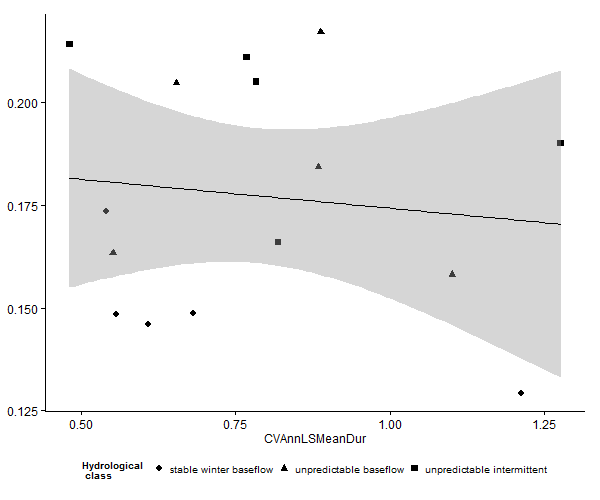 0.200
0.175
0.150
0.125
0.50 0.75 1.00 1.25
CVAnnLSMeanDur
Hydrological
class
stable winter baseflow unpredictable baseflow unpredictable intermittent